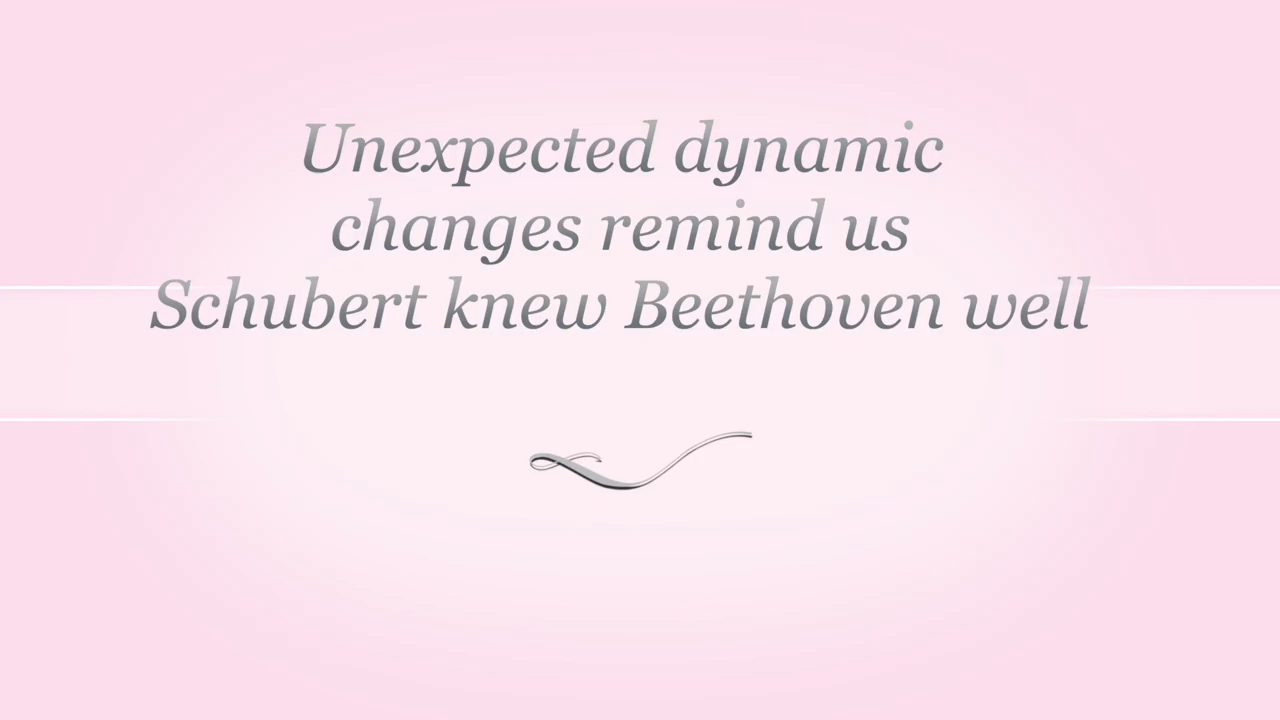 Unexpected dynamic
changes remind us
Schubert knew Beethoven well